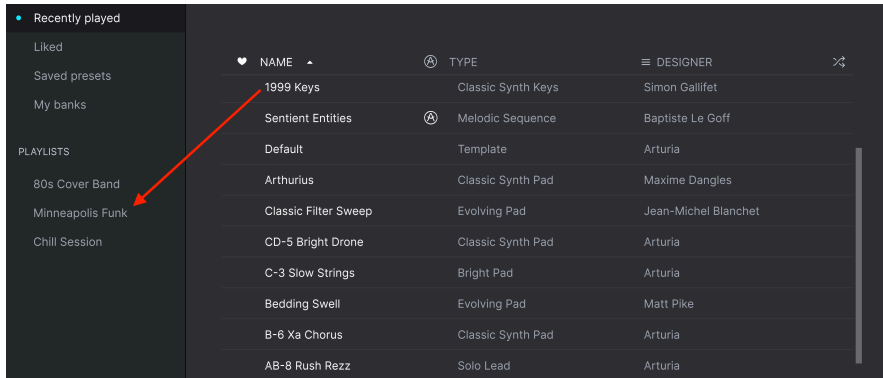 Recently played
Liked
Saved presets
My banks
PLAYLISTS
80s Cover Band
Minneapolis Funk
Chill Session
NAME TYPE DESIGNER
1999 Keys Classic Synth Keys Simon Gallifet
Sentient Entities Melodic Sequence Baptiste Le Goff
Default Template Arturia
Arthurius Classic Synth Pad Maxime Dangles
Classic Filter Sweep Evolving Pad Jean-Michel Blanchet
CD-5 Bright Drone Classic Synth Pad Arturia
C-3 Slow Strings Bright Pad Arturia
Bedding Swell Evolving Pad Matt Pike
B-6 Xa Chorus Classic Synth Pad Arturia
AB-8 Rush Rezz Solo Lead Arturia